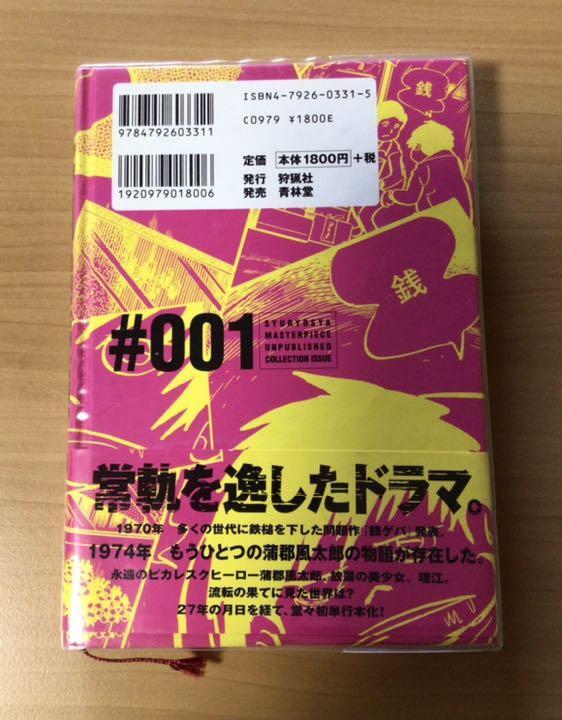 ISBN4-7926-0331-5
9784792603311
C0979 ¥1800E
定価 本体1800円+税
発行 狩猟社
発売 青林堂
1920979018006
銭
銭
#001
SYURYOSYA
MASTERPIECE
UNPUBLISHED
COLLECTION ISSUE
常軌を逸したドラマ。
1970年 多くの世代に鉄槌を下した問題作『銭ゲバ』発表。
1974年 もうひとつの蒲郡風太郎の物語が存在した。
永遠のピカレスクヒーロー蒲郡風太郎、放蕩の美少女、理江。
流転の果てに見た世界は?
27年の月日を経て、堂々初単行本化!